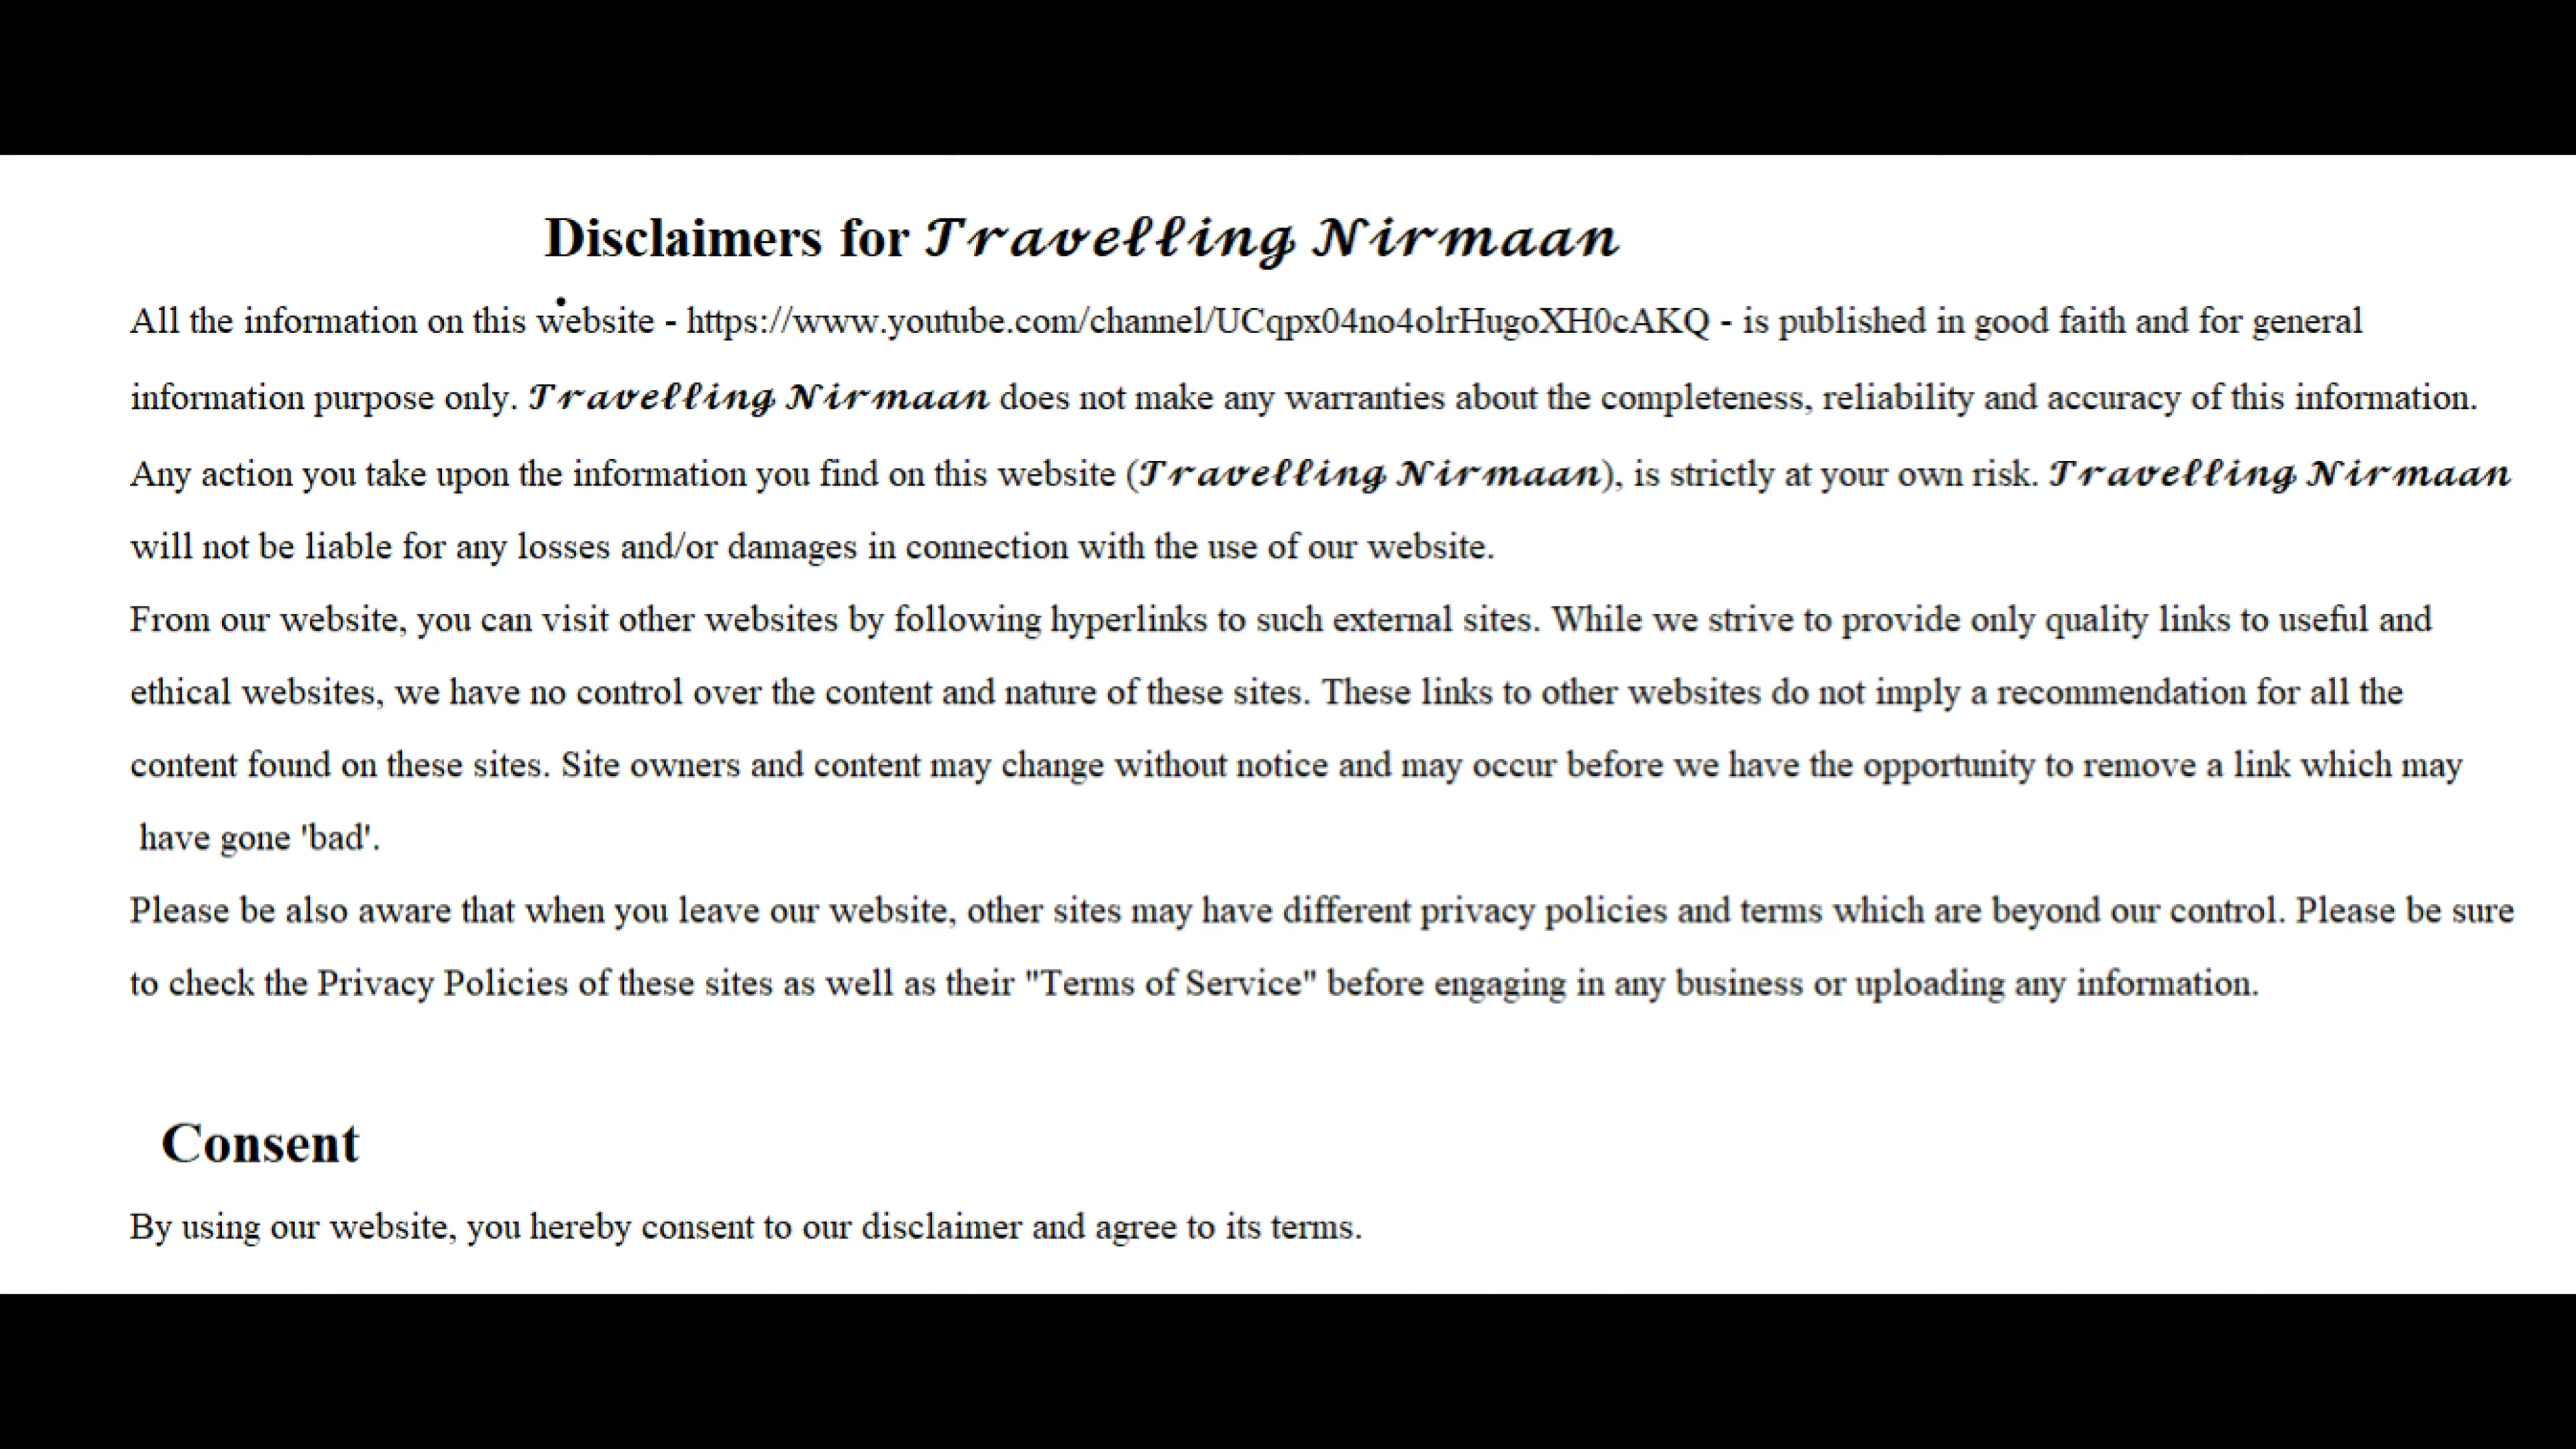 Disclaimers for Travelling Nirmaan
All the information on this website - https://www.youtube.com/channel/UCqpx04no4olrHugoXH0cAKQ - is published in good faith and for general
information purpose only. Travelling Nirmaan does not make any warranties about the completeness, reliability and accuracy of this information.
Any action you take upon the information you find on this website (Travelling Nirmaan), is strictly at your own risk. Travelling Nirmaan
will not be liable for any losses and/or damages in connection with the use of our website.
From our website, you can visit other websites by following hyperlinks to such external sites. While we strive to provide only quality links to useful and
ethical websites, we have no control over the content and nature of these sites. These links to other websites do not imply a recommendation for all the
content found on these sites. Site owners and content may change without notice and may occur before we have the opportunity to remove a link which may
have gone 'bad'.
Please be also aware that when you leave our website, other sites may have different privacy policies and terms which are beyond our control. Please be sure
to check the Privacy Policies of these sites as well as their "Terms of Service" before engaging in any business or uploading any information.
Consent
By using our website, you hereby consent to our disclaimer and agree to its terms.